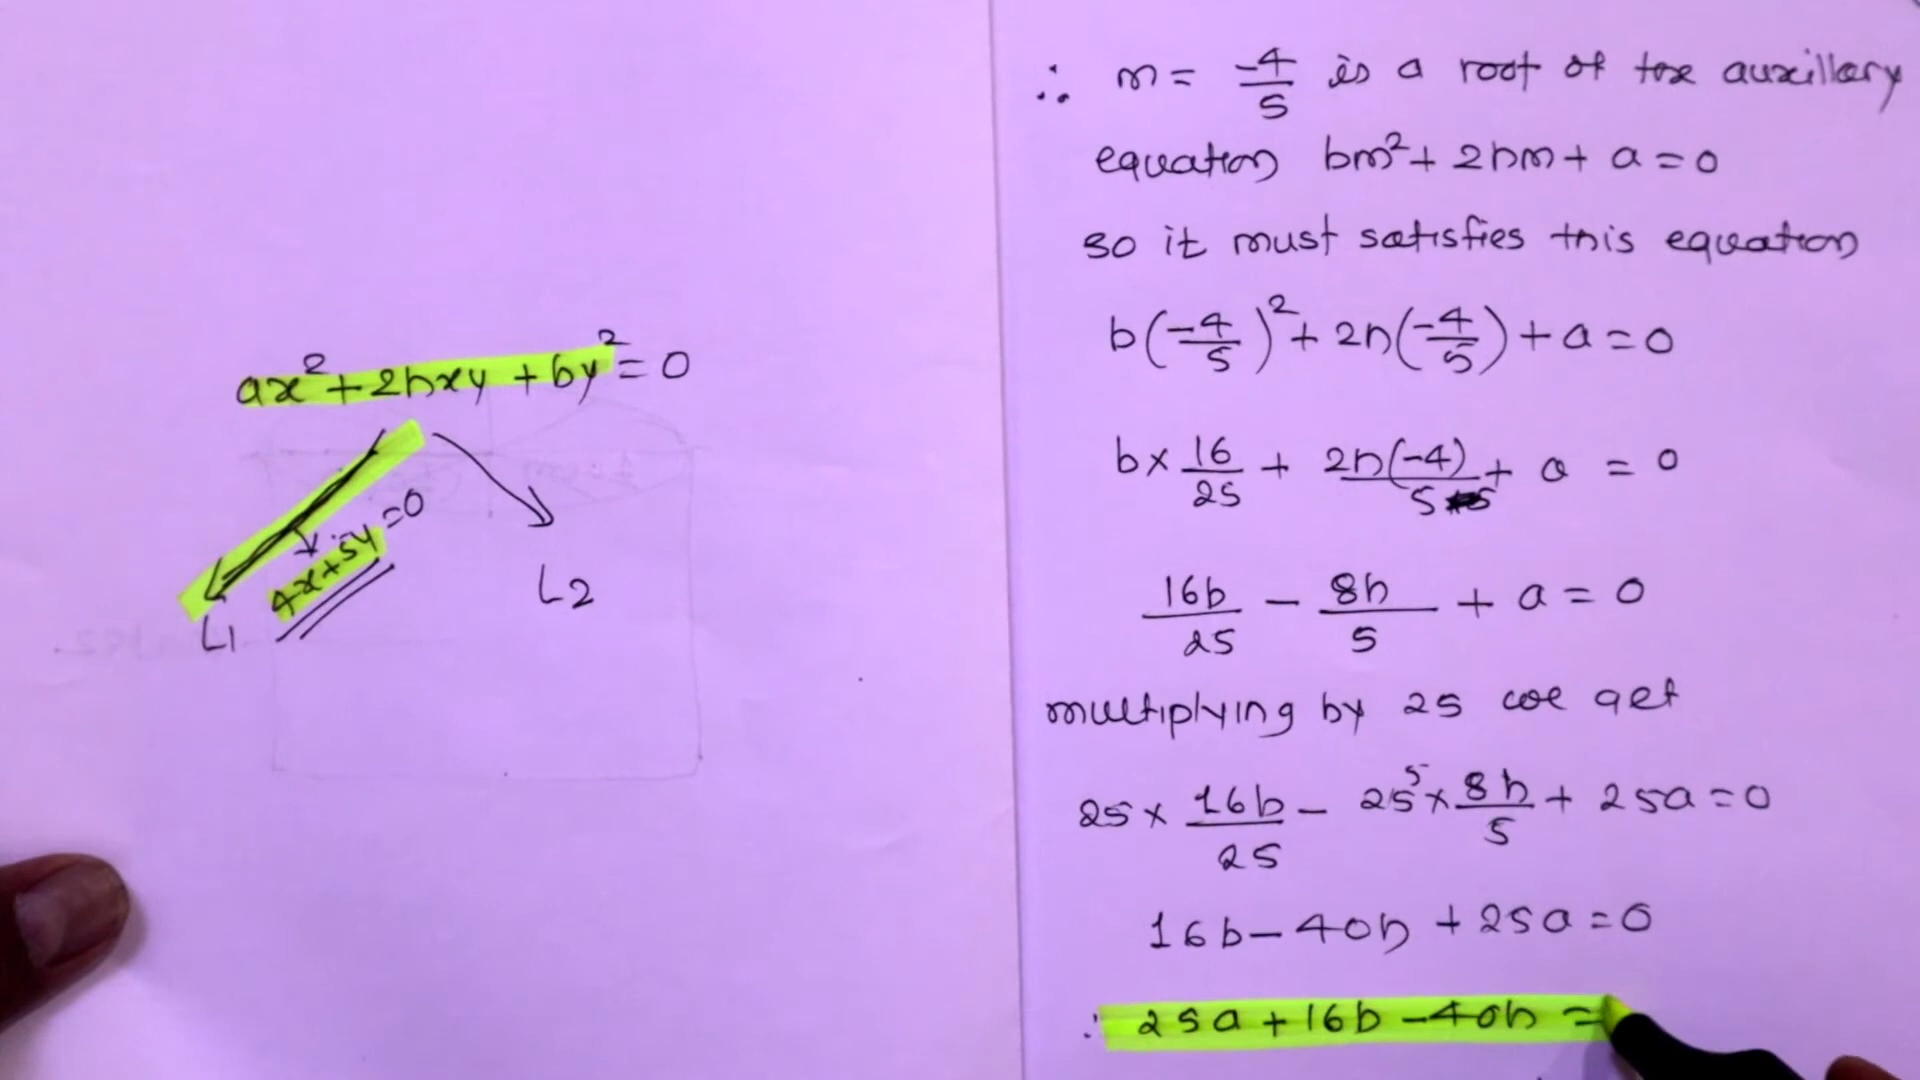 ax² + 2hxy + by² = 0
4x+5y=0
L1
L2
∴ m = -4/5 is a root of the auxillary
equation bm² + 2hm + a = 0
so it must satisfies this equation
b(-4/5)² + 2h(-4/5) + a = 0
b × 16/25 + 2h(-4)/5 + a = 0
16b/25 - 8h/5 + a = 0
multiplying by 25 we get
25 × 16b/25 - 25⁵ × 8h/5 + 25a = 0
16b - 40h + 25a = 0
∴ 25a + 16b - 40h =